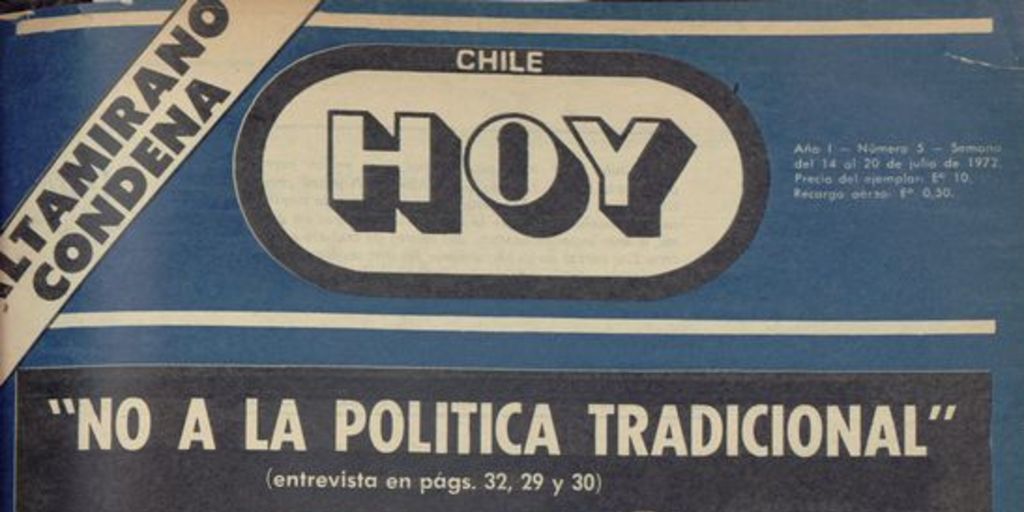 ALTAMIRANO
CONDENA
CHILE
HOY
Año I — Número 5 — Semana
del 14 al 20 de julio de 1972.
Precio del ejemplar: Eº 10.
Recargo aéreo: Eº 0,50.
"NO A LA POLITICA TRADICIONAL"
(entrevista en págs. 32, 29 y 30)